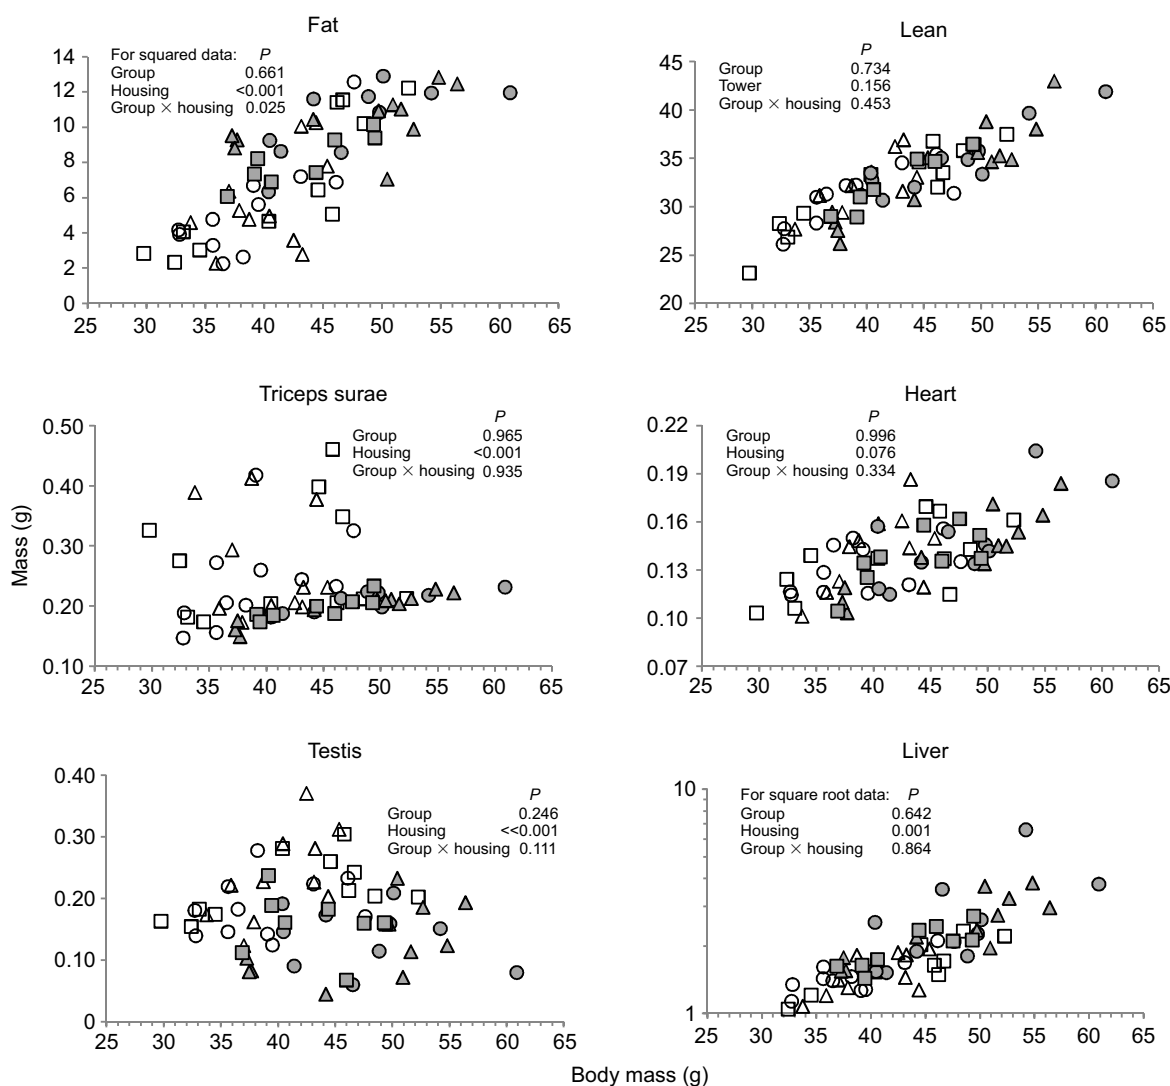 Fat
For squared data: P
Group 0.661
Housing <0.001
Group × housing 0.025
14
12
10
8
6
4
2
0
25 30 35 40 45 50 55 60 65
Lean
P
Group 0.734
Tower 0.156
Group × housing 0.453
45
40
35
30
25
20
25 30 35 40 45 50 55 60 65
Triceps surae
P
Group 0.965
Housing <0.001
Group × housing 0.935
0.50
0.40
0.30
0.20
0.10
25 30 35 40 45 50 55 60 65
Heart
P
Group 0.996
Housing 0.076
Group × housing 0.334
0.22
0.19
0.16
0.13
0.10
0.07
25 30 35 40 45 50 55 60 65
Mass (g)
Testis
P
Group 0.246
Housing <<0.001
Group × housing 0.111
0.40
0.30
0.20
0.10
0
25 30 35 40 45 50 55 60 65
Liver
For square root data: P
Group 0.642
Housing 0.001
Group × housing 0.864
10
1
25 30 35 40 45 50 55 60 65
Body mass (g)